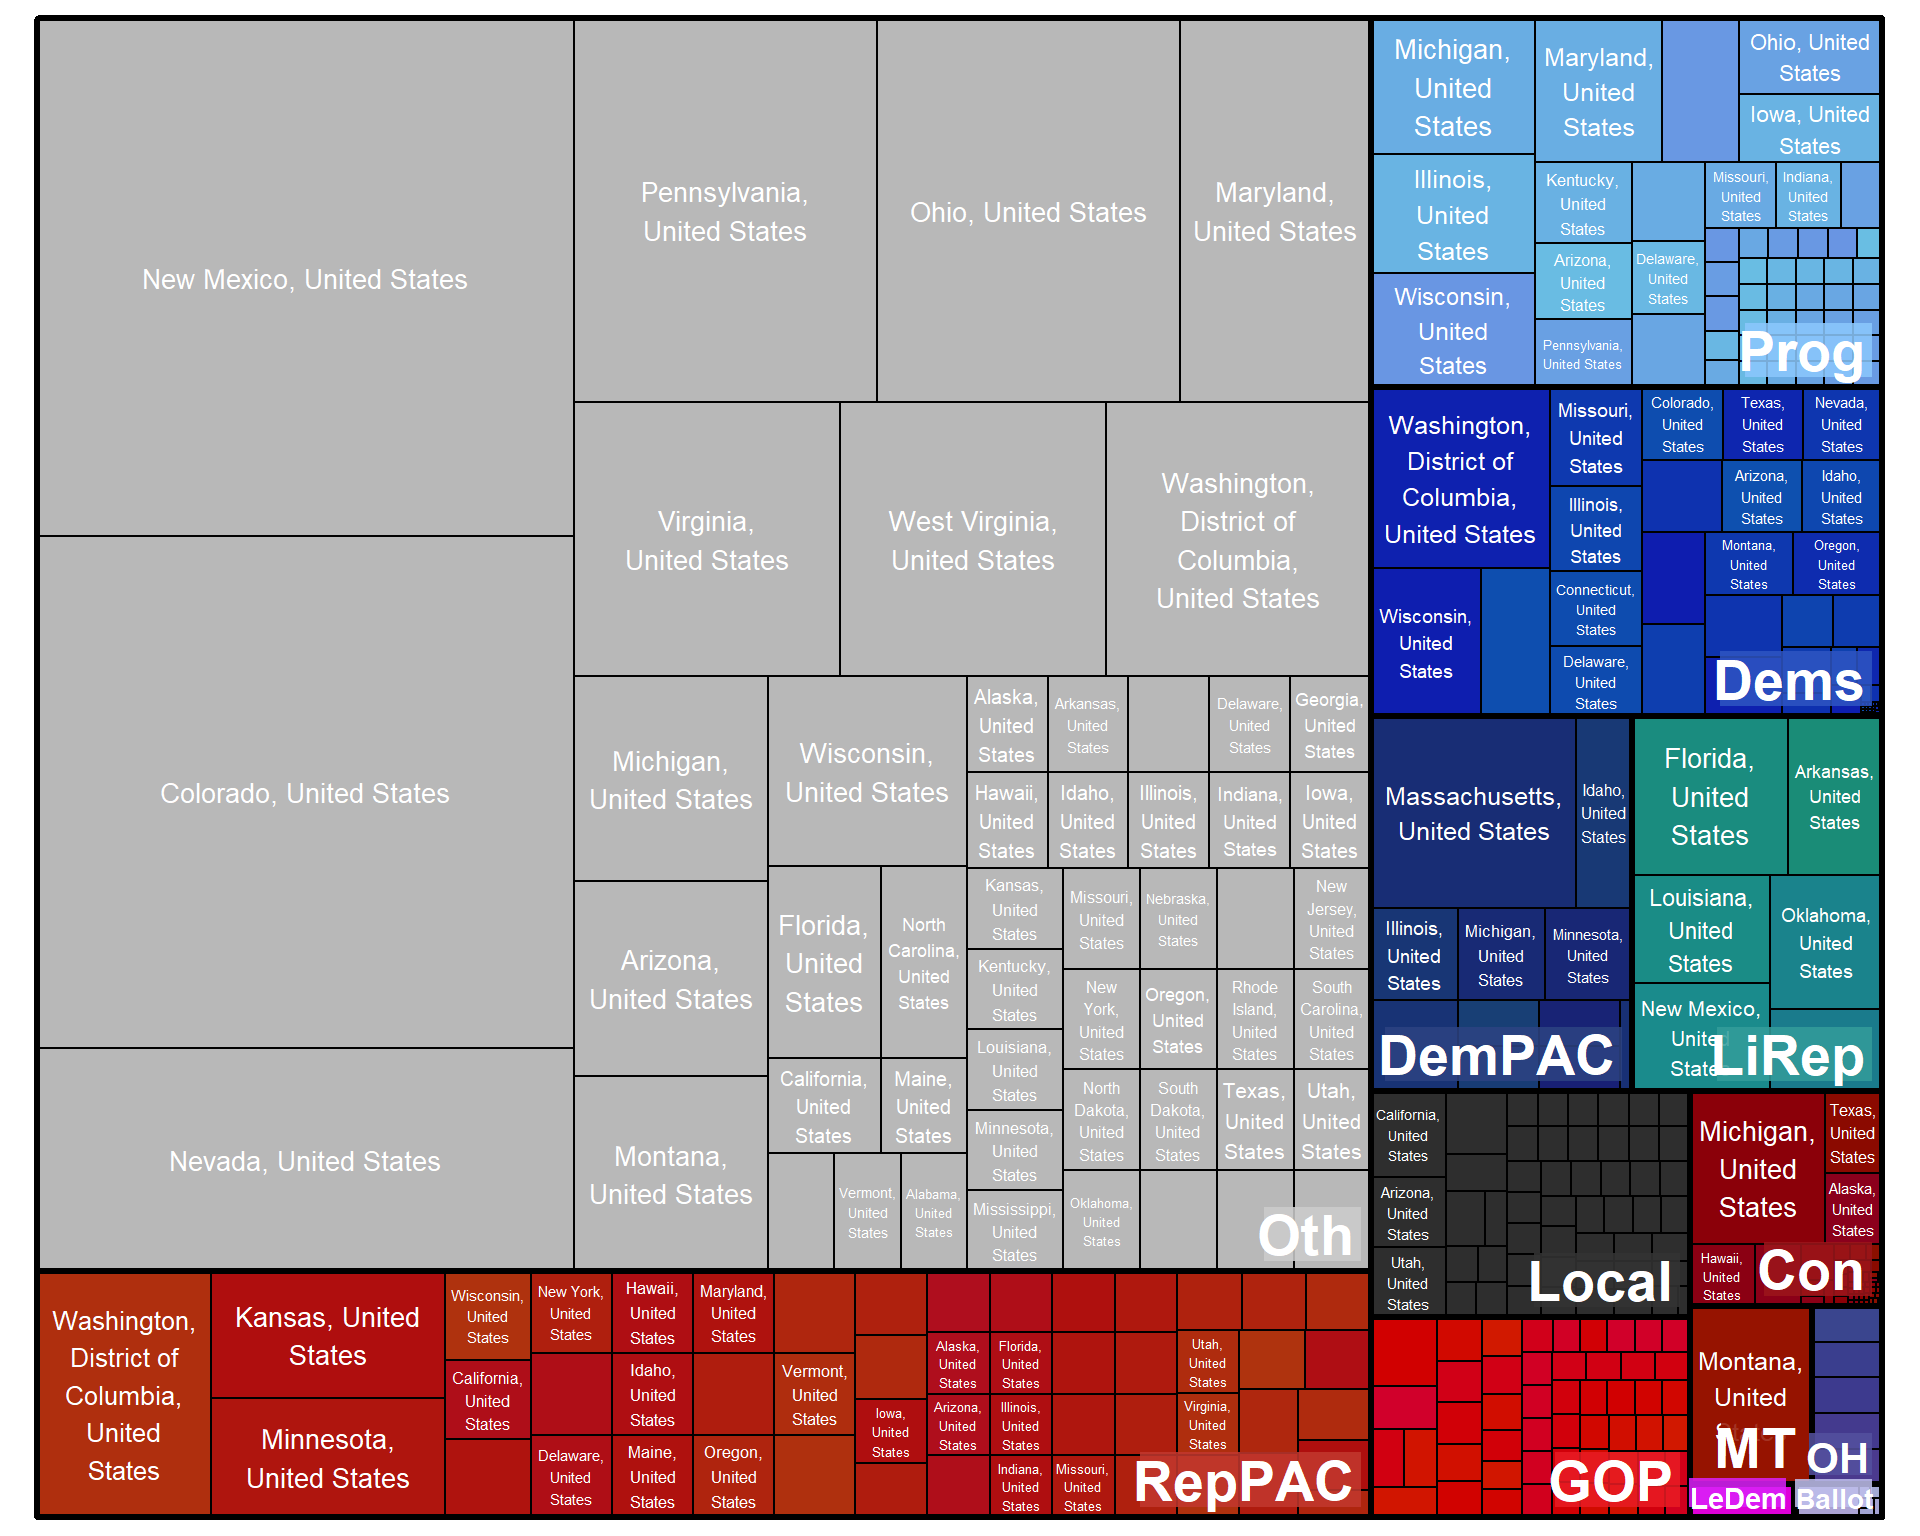 New Mexico, United States
Colorado, United States
Nevada, United States
Pennsylvania,
United States
Ohio, United States
Maryland,
United States
Virginia,
United States
West Virginia,
United States
Washington,
District of
Columbia,
United States
Michigan,
United States
Arizona,
United States
Montana,
United States
Wisconsin,
United States
Florida,
United
States
North
Carolina,
United
States
California,
United
States
Maine,
United
States
Vermont,
United
States
Alabama,
United
States
Alaska,
United
States
Arkansas,
United
States
Delaware,
United
States
Georgia,
United
States
Hawaii,
United
States
Idaho,
United
States
Illinois,
United
States
Indiana,
United
States
Iowa,
United
States
Kansas,
United
States
Kentucky,
United
States
Louisiana,
United
States
Minnesota,
United
States
Mississippi,
United
States
Missouri,
United
States
Nebraska,
United
States
New
Jersey,
United
States
New
York,
United
States
Oregon,
United
States
Rhode
Island,
United
States
South
Carolina,
United
States
North
Dakota,
United
States
South
Dakota,
United
States
Texas,
United
States
Utah,
United
States
Oklahoma,
United
States
Oth
Washington,
District of
Columbia,
United
States
Kansas, United
States
Minnesota,
United States
Wisconsin,
United
States
California,
United
States
New York,
United
States
Delaware,
United
States
Hawaii,
United
States
Idaho,
United
States
Maine,
United
States
Maryland,
United
States
Oregon,
United
States
Vermont,
United
States
Iowa,
United
States
Alaska,
United
States
Arizona,
United
States
Florida,
United
States
Illinois,
United
States
Indiana,
United
States
Missouri,
United
States
Utah,
United
States
Virginia,
United
States
RepPAC
Michigan,
United
States
Illinois,
United
States
Wisconsin,
United
States
Maryland,
United
States
Ohio, United
States
Iowa, United
States
Kentucky,
United
States
Arizona,
United
States
Pennsylvania,
United States
Delaware,
United
States
Missouri,
United
States
Indiana,
United
States
Prog
Washington,
District of
Columbia,
United States
Wisconsin,
United
States
Missouri,
United
States
Illinois,
United
States
Connecticut,
United
States
Delaware,
United
States
Colorado,
United
States
Texas,
United
States
Nevada,
United
States
Arizona,
United
States
Idaho,
United
States
Montana,
United
States
Oregon,
United
States
Dems
Massachusetts,
United States
Idaho,
United
States
Illinois,
United
States
Michigan,
United
States
Minnesota,
United
States
DemPAC
Florida,
United
States
Arkansas,
United
States
Louisiana,
United
States
Oklahoma,
United
States
New Mexico,
United
States
LiRep
California,
United
States
Arizona,
United
States
Utah,
United
States
Local
Michigan,
United
States
Texas,
United
States
Alaska,
United
States
Hawaii,
United
States
Con
GOP
Montana,
United
States
MT
OH
LeDem
Ballot